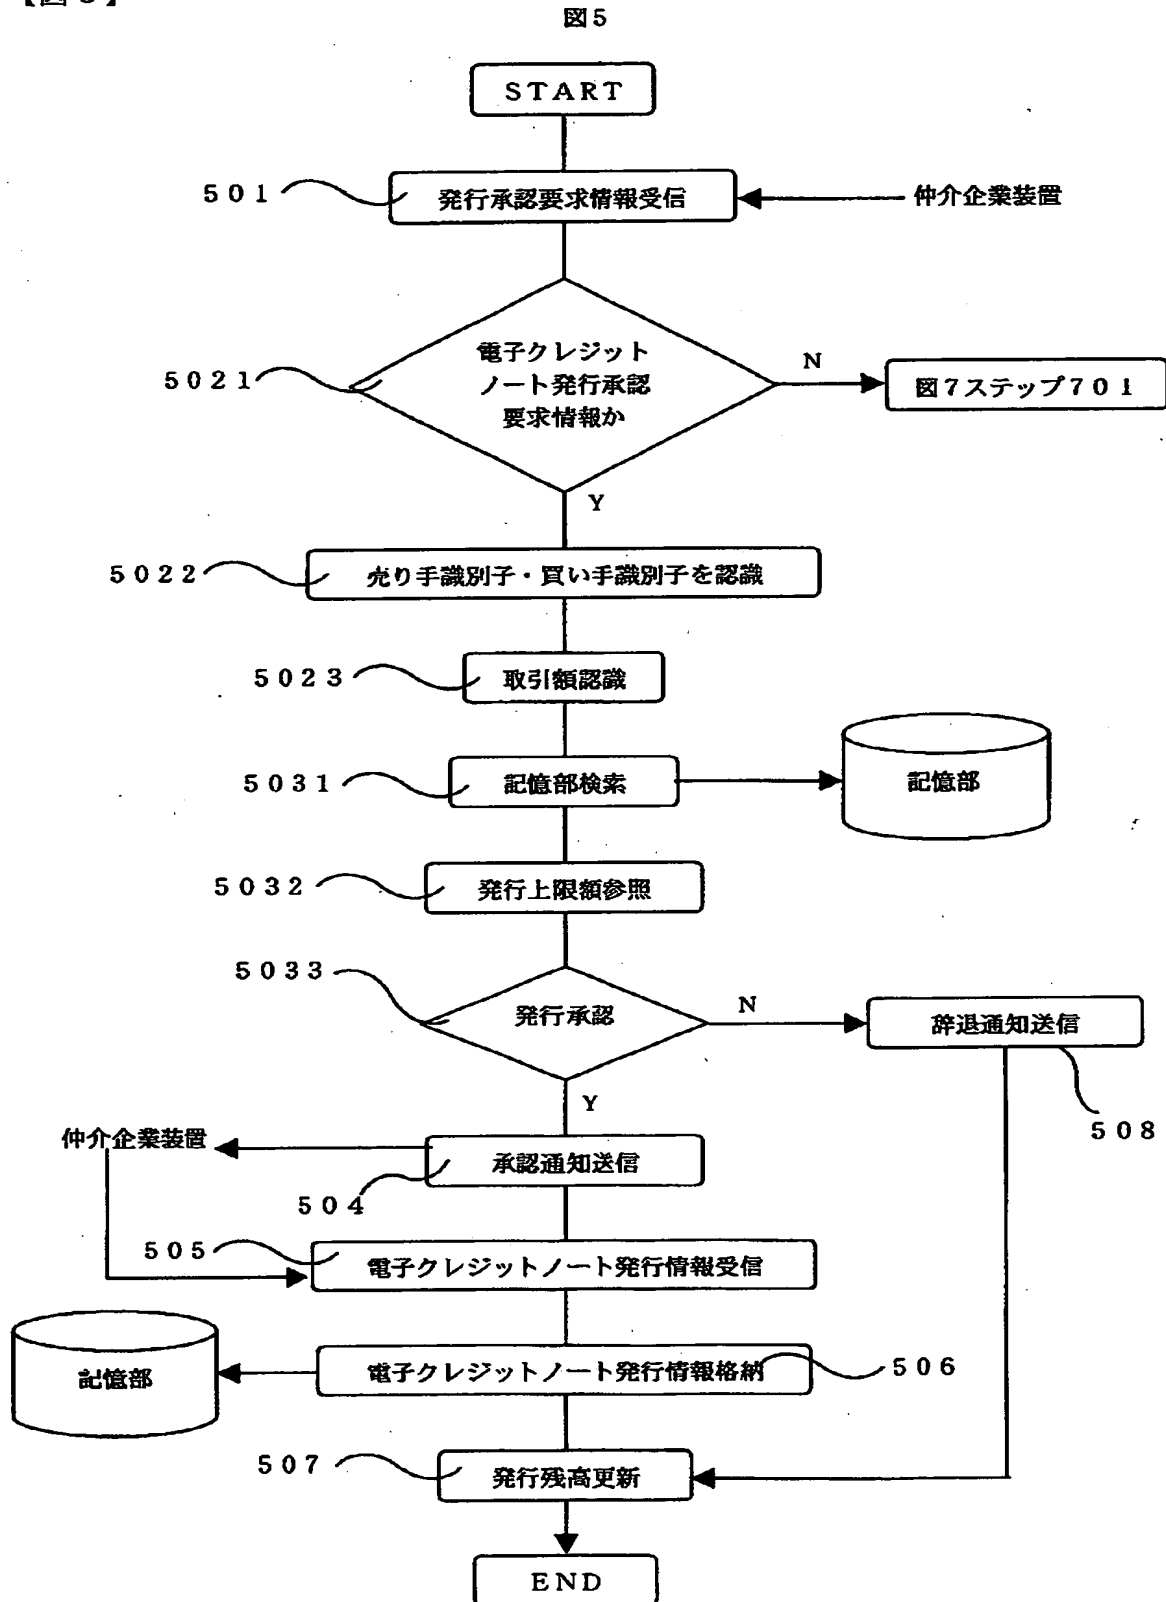 【図5】
図5
START
501
発行承認要求情報受信
仲介企業装置
5021
電子クレジット
ノート発行承認
要求情報か
N
図7ステップ701
Y
5022
売り手識別子・買い手識別子を認識
5023
取引額認識
5031
記憶部検索
記憶部
5032
発行上限額参照
5033
発行承認
N
辞退通知送信
508
Y
仲介企業装置
承認通知送信
504
505
電子クレジットノート発行情報受信
記憶部
電子クレジットノート発行情報格納
506
507
発行残高更新
END